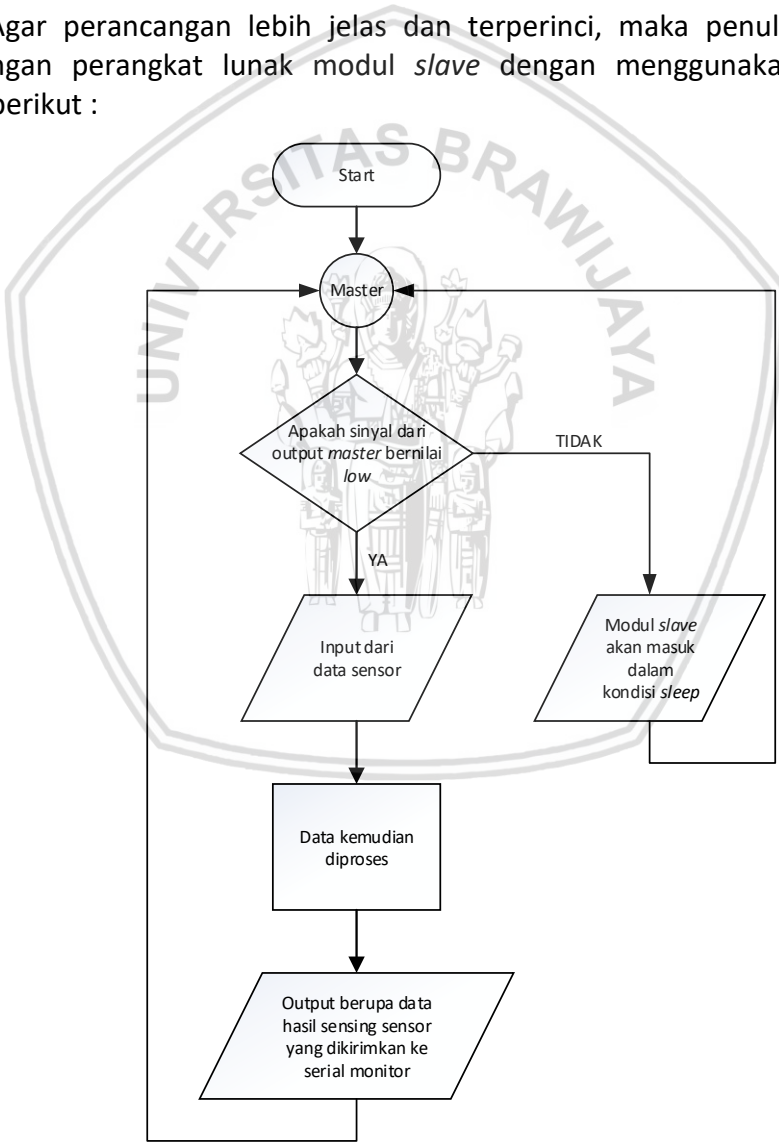 Agar perancangan lebih jelas dan terperinci, maka penul
ngan perangkat lunak modul slave dengan menggunaka
berikut :
UNIVERSITAS BRAWIJAYA
Start
Master
Apakah sinyal dari
output master bernilai
low
TIDAK
YA
Input dari
data sensor
Modul slave
akan masuk
dalam
kondisi sleep
Data kemudian
diproses
Output berupa data
hasil sensing sensor
yang dikirimkan ke
serial monitor